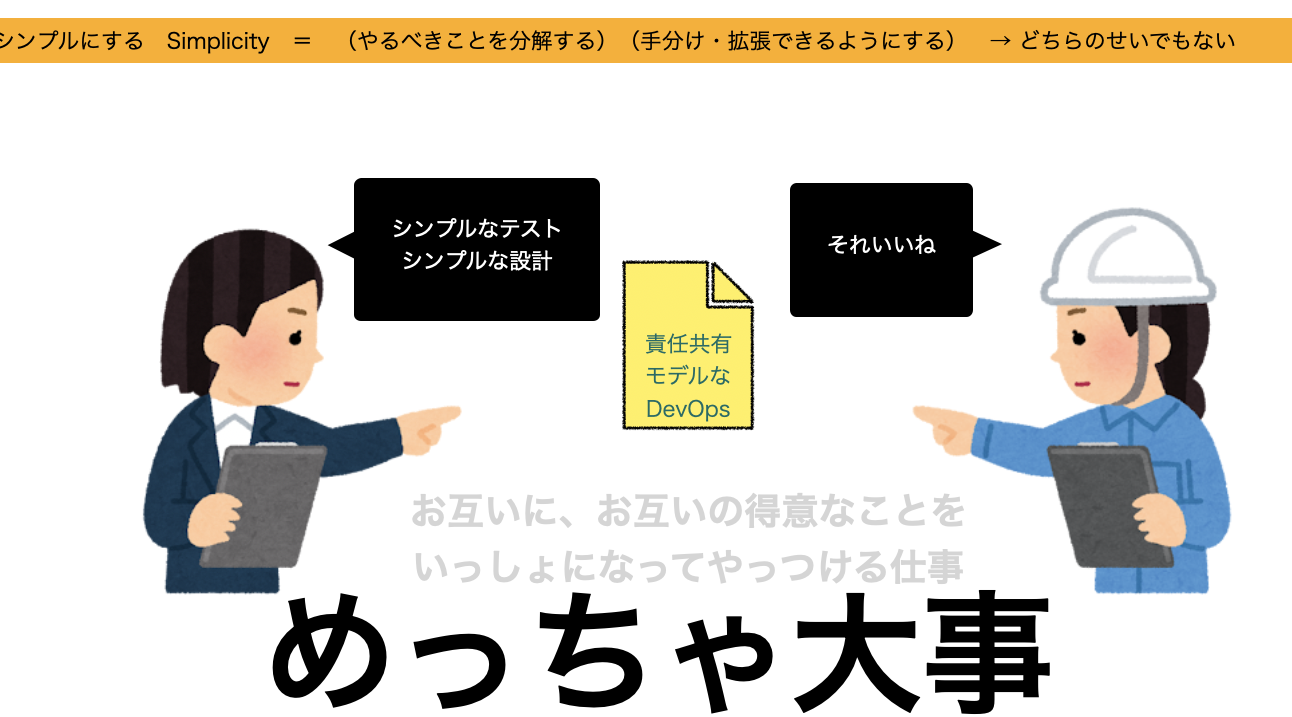 シンプルにする　Simplicity　＝　（やるべきことを分解する）（手分け・拡張できるようにする）　→ どちらのせいでもない
シンプルなテスト
シンプルな設計
それいいね
責任共有
モデルな
DevOps
お互いに、お互いの得意なことを
いっしょになってやっつける仕事
めっちゃ大事